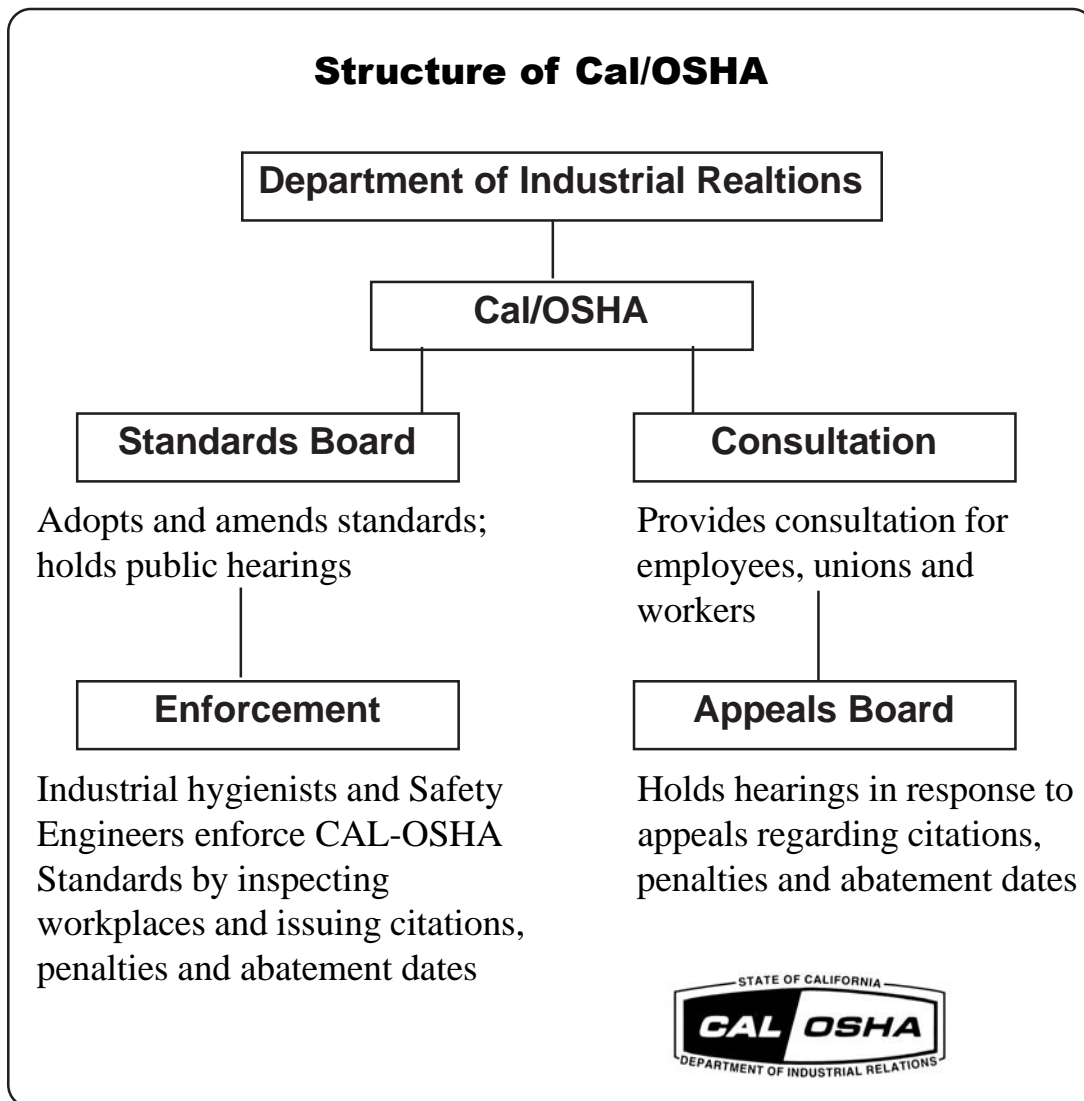 Structure of Cal/OSHA
Department of Industrial Realtions
Cal/OSHA
Standards Board
Adopts and amends standards;
holds public hearings
Consultation
Provides consultation for
employees, unions and
workers
Enforcement
Industrial hygienists and Safety
Engineers enforce CAL-OSHA
Standards by inspecting
workplaces and issuing citations,
penalties and abatement dates
Appeals Board
Holds hearings in response to
appeals regarding citations,
penalties and abatement dates
STATE OF CALIFORNIA
CAL OSHA
DEPARTMENT OF INDUSTRIAL RELATIONS